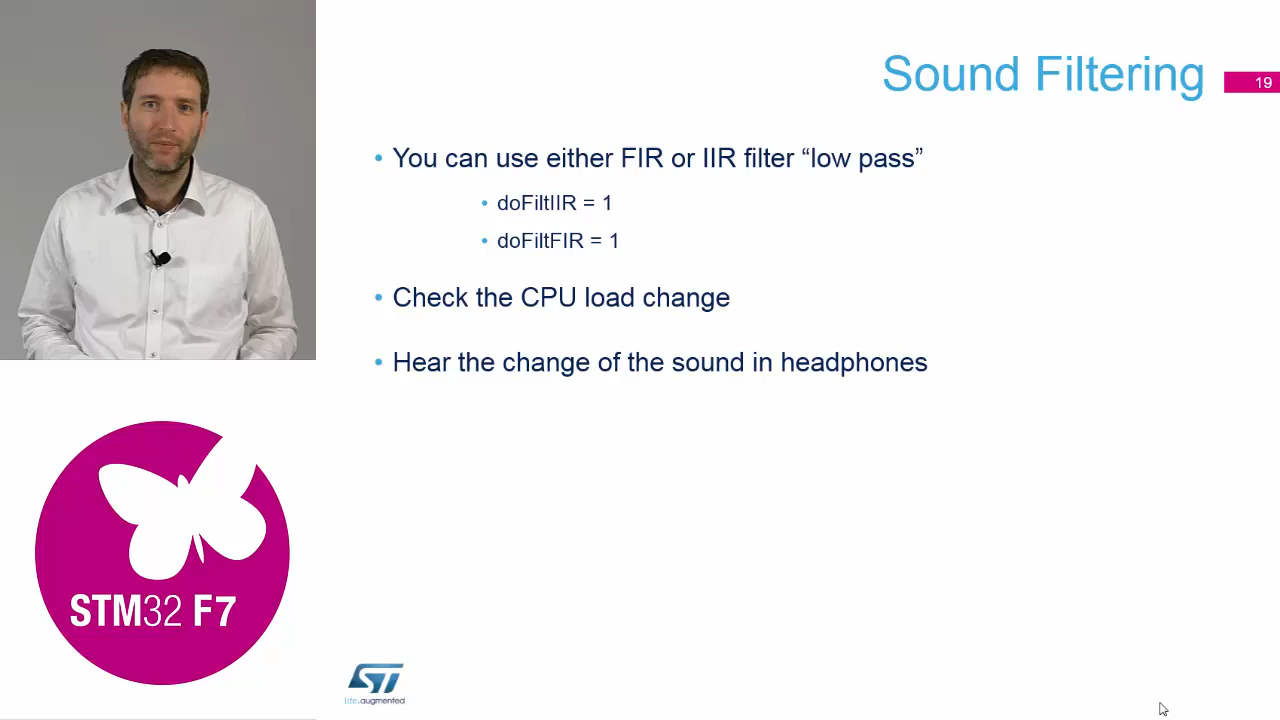 Sound Filtering
19
• You can use either FIR or IIR filter “low pass”
• doFiltIIR = 1
• doFiltFIR = 1
• Check the CPU load change
• Hear the change of the sound in headphones
STM32 F7
ST
life.augmented